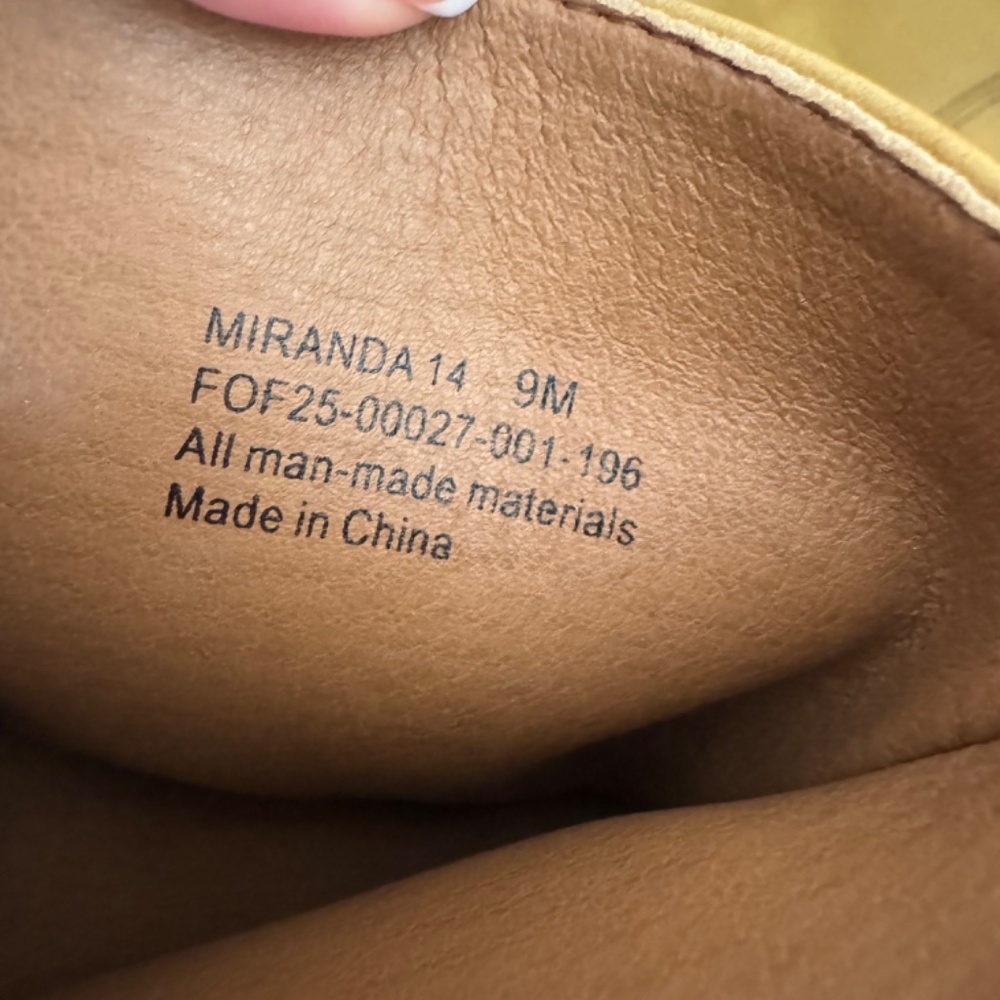 MIRANDA 14 9M
FOF25-00027-001-196
All man-made materials
Made in China